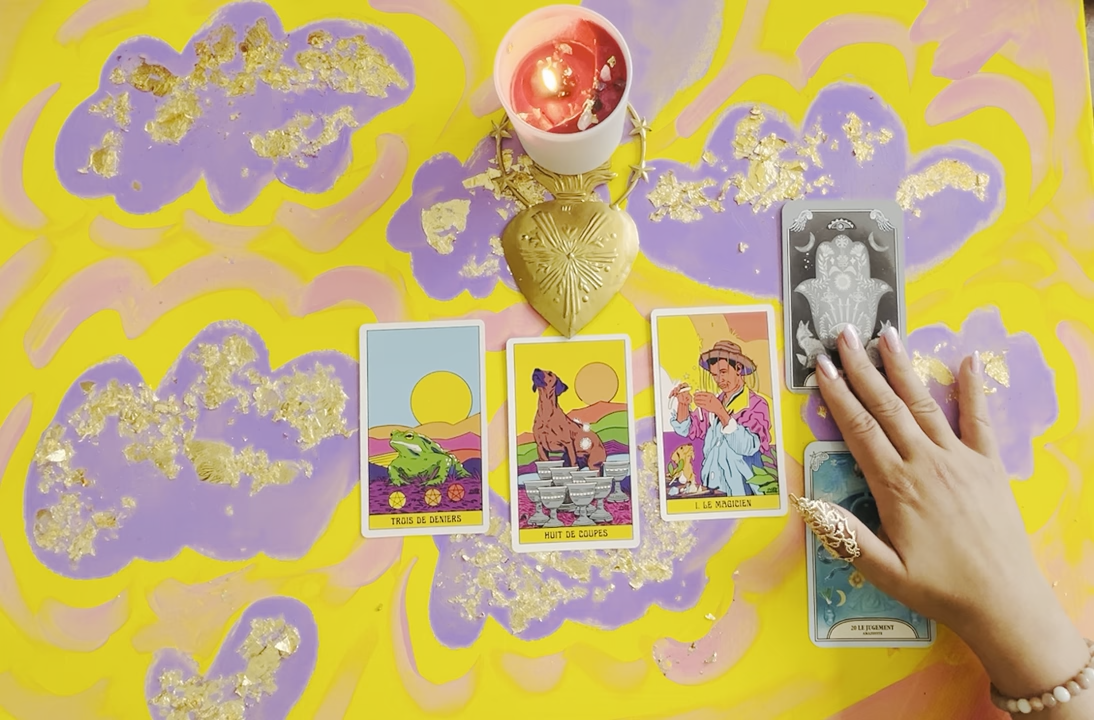 TROIS DE DENIERS
HUIT DE COUPES
I. LE MAGICIEN
20 LE JUGEMENT